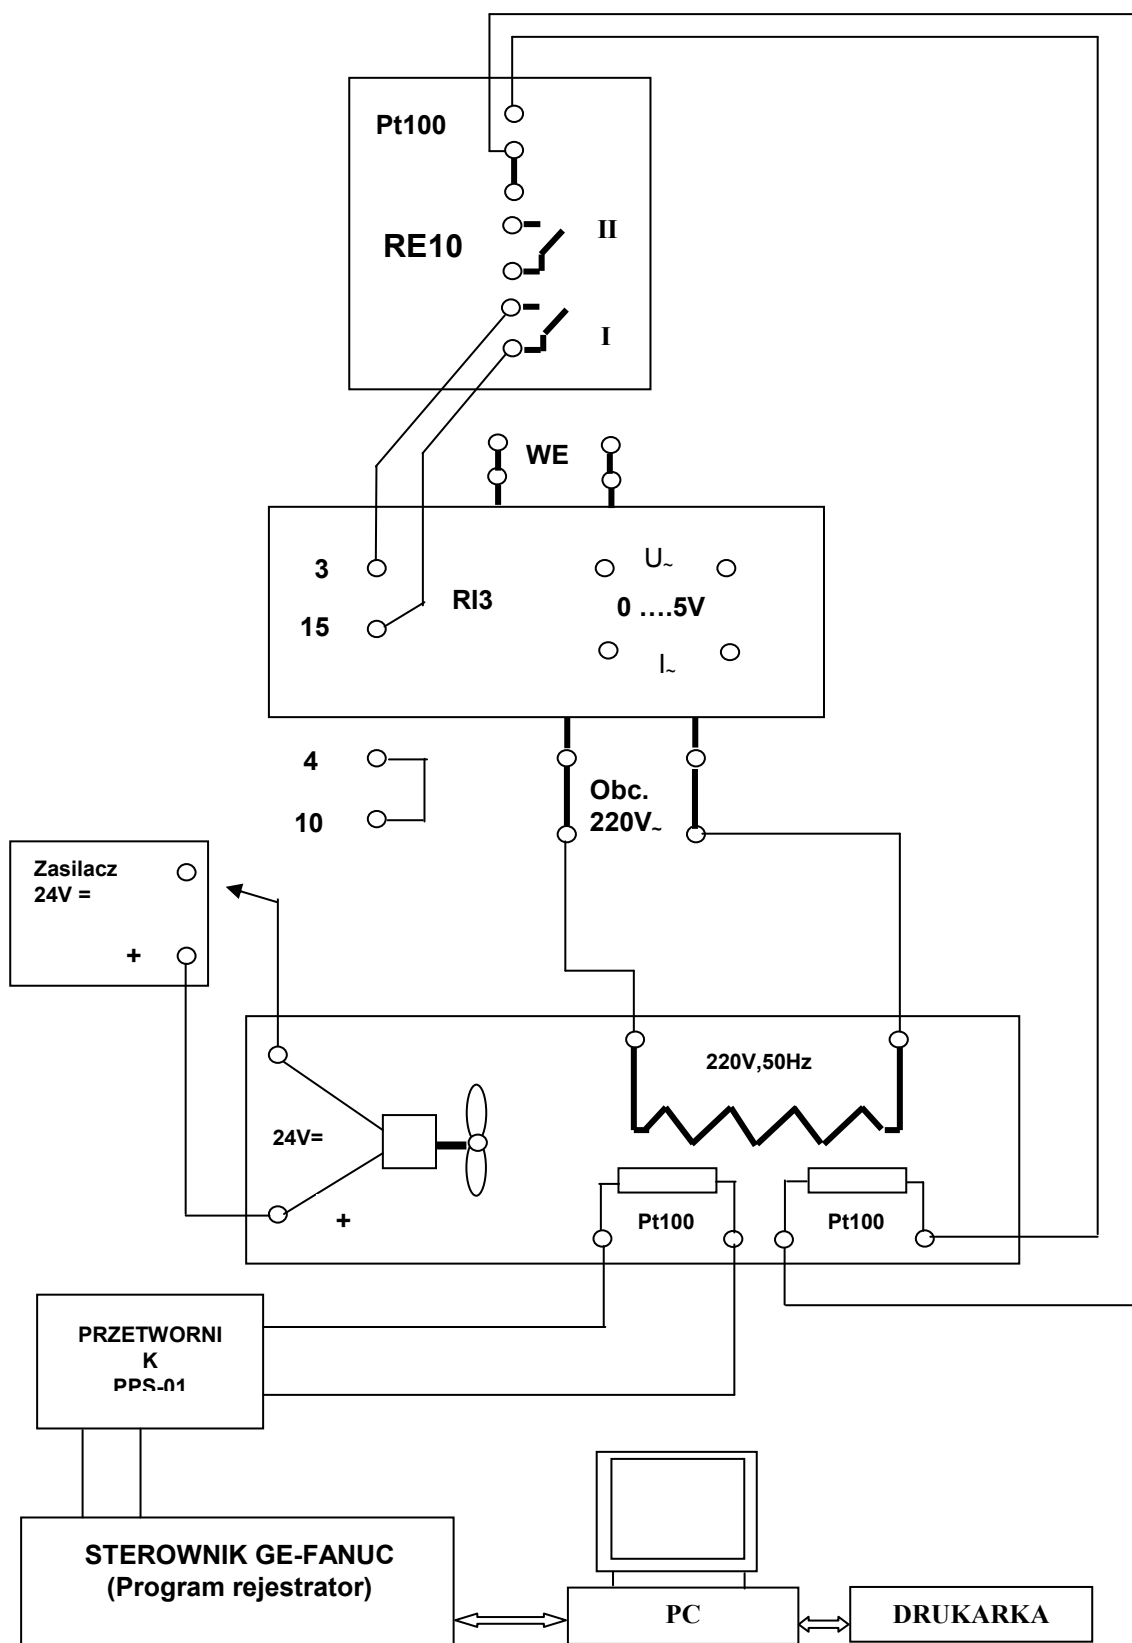 Pt100
II
RE10
I
WE
U~
3
RI3
0 ....5V
15
I~
4
Obc.
10
220V~
Zasilacz
24V =
+
220V,50Hz
24V=
+
Pt100
Pt100
PRZETWORNI
K
PPS-01
STEROWNIK GE-FANUC
(Program rejestrator)
PC
DRUKARKA